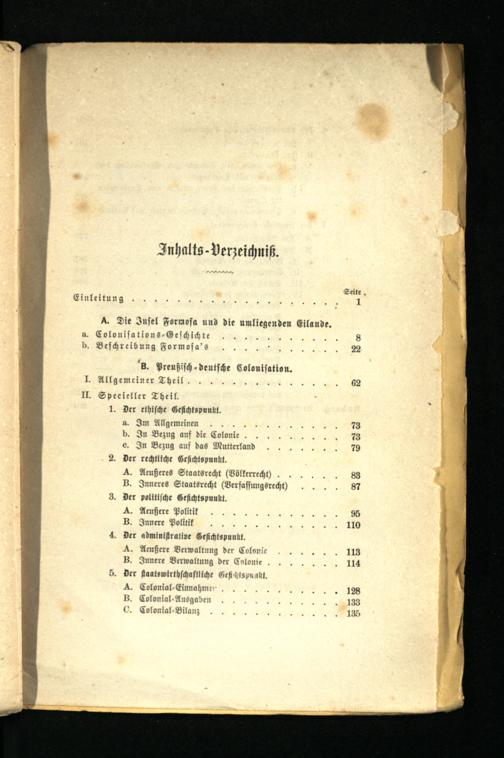 Inhalts-Verzeichniß.
Seite.
Einleitung . . . . . . . . . . . . . . . . . . 1
A. Die Insel Formosa und die umliegenden Eilande.
a. Colonisations-Geschichte . . . . . . . . . . 8
b. Beschreibung Formosa's . . . . . . . . . . 22
B. Preußisch-deutsche Colonisation.
I. Allgemeiner Theil . . . . . . . . . . . . . 62
II. Specieller Theil.
1. Der ethische Gesichtspunkt.
a. Im Allgemeinen . . . . . . . . . . . . 73
b. In Bezug auf die Colonie . . . . . . . . 73
c. In Bezug auf das Mutterland . . . . . . . 79
2. Der rechtliche Gesichtspunkt.
A. Aeußeres Staatsrecht (Völkerrecht) . . . . . 83
B. Inneres Staatsrecht (Verfassungsrecht) . . . . 87
3. Der politische Gesichtspunkt.
A. Aeußere Politik . . . . . . . . . . . . 95
B. Innere Politik . . . . . . . . . . . . 110
4. Der administrative Gesichtspunkt.
A. Aeußere Verwaltung der Colonie . . . . . . 113
B. Innere Verwaltung der Colonie . . . . . . . 114
5. Der staatswirthschaftliche Gesichtspunkt.
A. Colonial-Einnahmen . . . . . . . . . . . 128
B. Colonial-Ausgaben . . . . . . . . . . . 133
C. Colonial-Bilanz . . . . . . . . . . . . 135